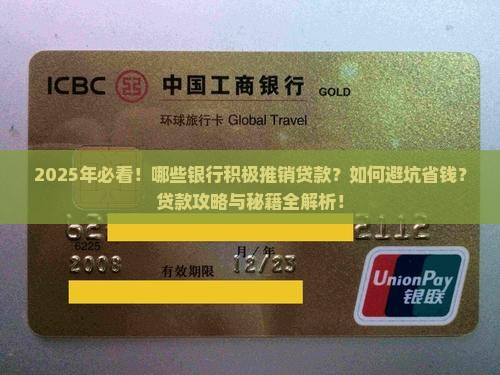 ICBC 中国工商银行 GOLD
环球旅行卡 Global Travel
2025年必看！哪些银行积极推销贷款？如何避坑省钱？
贷款攻略与秘籍全解析！
62 2112
6225 月/年
2008 有效期限 12/23
UnionPay
银联